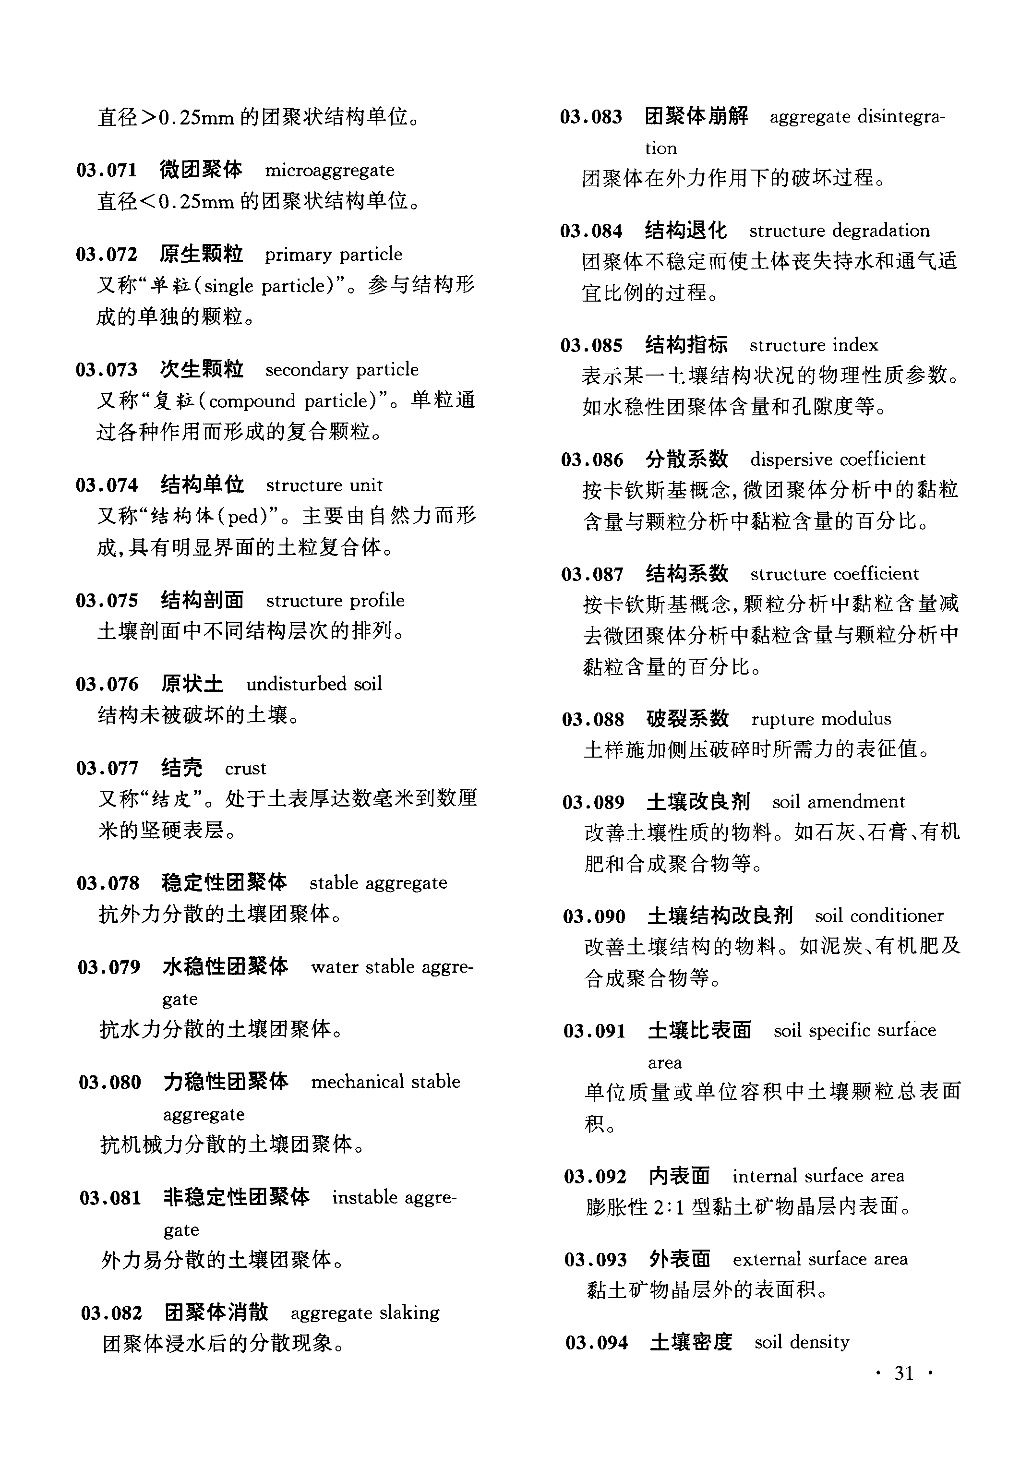 直径>0.25mm 的团聚状结构单位。
03.071 微团聚体 microaggregate
直径<0.25mm 的团聚状结构单位。
03.072 原生颗粒 primary particle
又称“单粒(single particle)”。参与结构形
成的单独的颗粒。
03.073 次生颗粒 secondary particle
又称“复粒(compound particle)”。单粒通
过各种作用而形成的复合颗粒。
03.074 结构单位 structure unit
又称“结构体(ped)”。主要由自然力而形
成,具有明显界面的土粒复合体。
03.075 结构剖面 structure profile
土壤剖面中不同结构层次的排列。
03.076 原状土 undisturbed soil
结构未被破坏的土壤。
03.077 结壳 crust
又称“结皮”。处于土表厚达数毫米到数厘
米的坚硬表层。
03.078 稳定性团聚体 stable aggregate
抗外力分散的土壤团聚体。
03.079 水稳性团聚体 water stable aggre-
gate
抗水力分散的土壤团聚体。
03.080 力稳性团聚体 mechanical stable
aggregate
抗机械力分散的土壤团聚体。
03.081 非稳定性团聚体 instable aggre-
gate
外力易分散的土壤团聚体。
03.082 团聚体消散 aggregate slaking
团聚体浸水后的分散现象。
03.083 团聚体崩解 aggregate disintegra-
tion
团聚体在外力作用下的破坏过程。
03.084 结构退化 structure degradation
团聚体不稳定而使土体丧失持水和通气适
宜比例的过程。
03.085 结构指标 structure index
表示某一土壤结构状况的物理性质参数。
如水稳性团聚体含量和孔隙度等。
03.086 分散系数 dispersive coefficient
按卡钦斯基概念,微团聚体分析中的黏粒
含量与颗粒分析中黏粒含量的百分比。
03.087 结构系数 structure coefficient
按卡钦斯基概念,颗粒分析中黏粒含量减
去微团聚体分析中黏粒含量与颗粒分析中
黏粒含量的百分比。
03.088 破裂系数 rupture modulus
土样施加侧压破碎时所需力的表征值。
03.089 土壤改良剂 soil amendment
改善土壤性质的物料。如石灰、石膏、有机
肥和合成聚合物等。
03.090 土壤结构改良剂 soil conditioner
改善土壤结构的物料。如泥炭、有机肥及
合成聚合物等。
03.091 土壤比表面 soil specific surface
area
单位质量或单位容积中土壤颗粒总表面
积。
03.092 内表面 internal surface area
膨胀性 2:1 型黏土矿物晶层内表面。
03.093 外表面 external surface area
黏土矿物晶层外的表面积。
03.094 土壤密度 soil density
· 31 ·